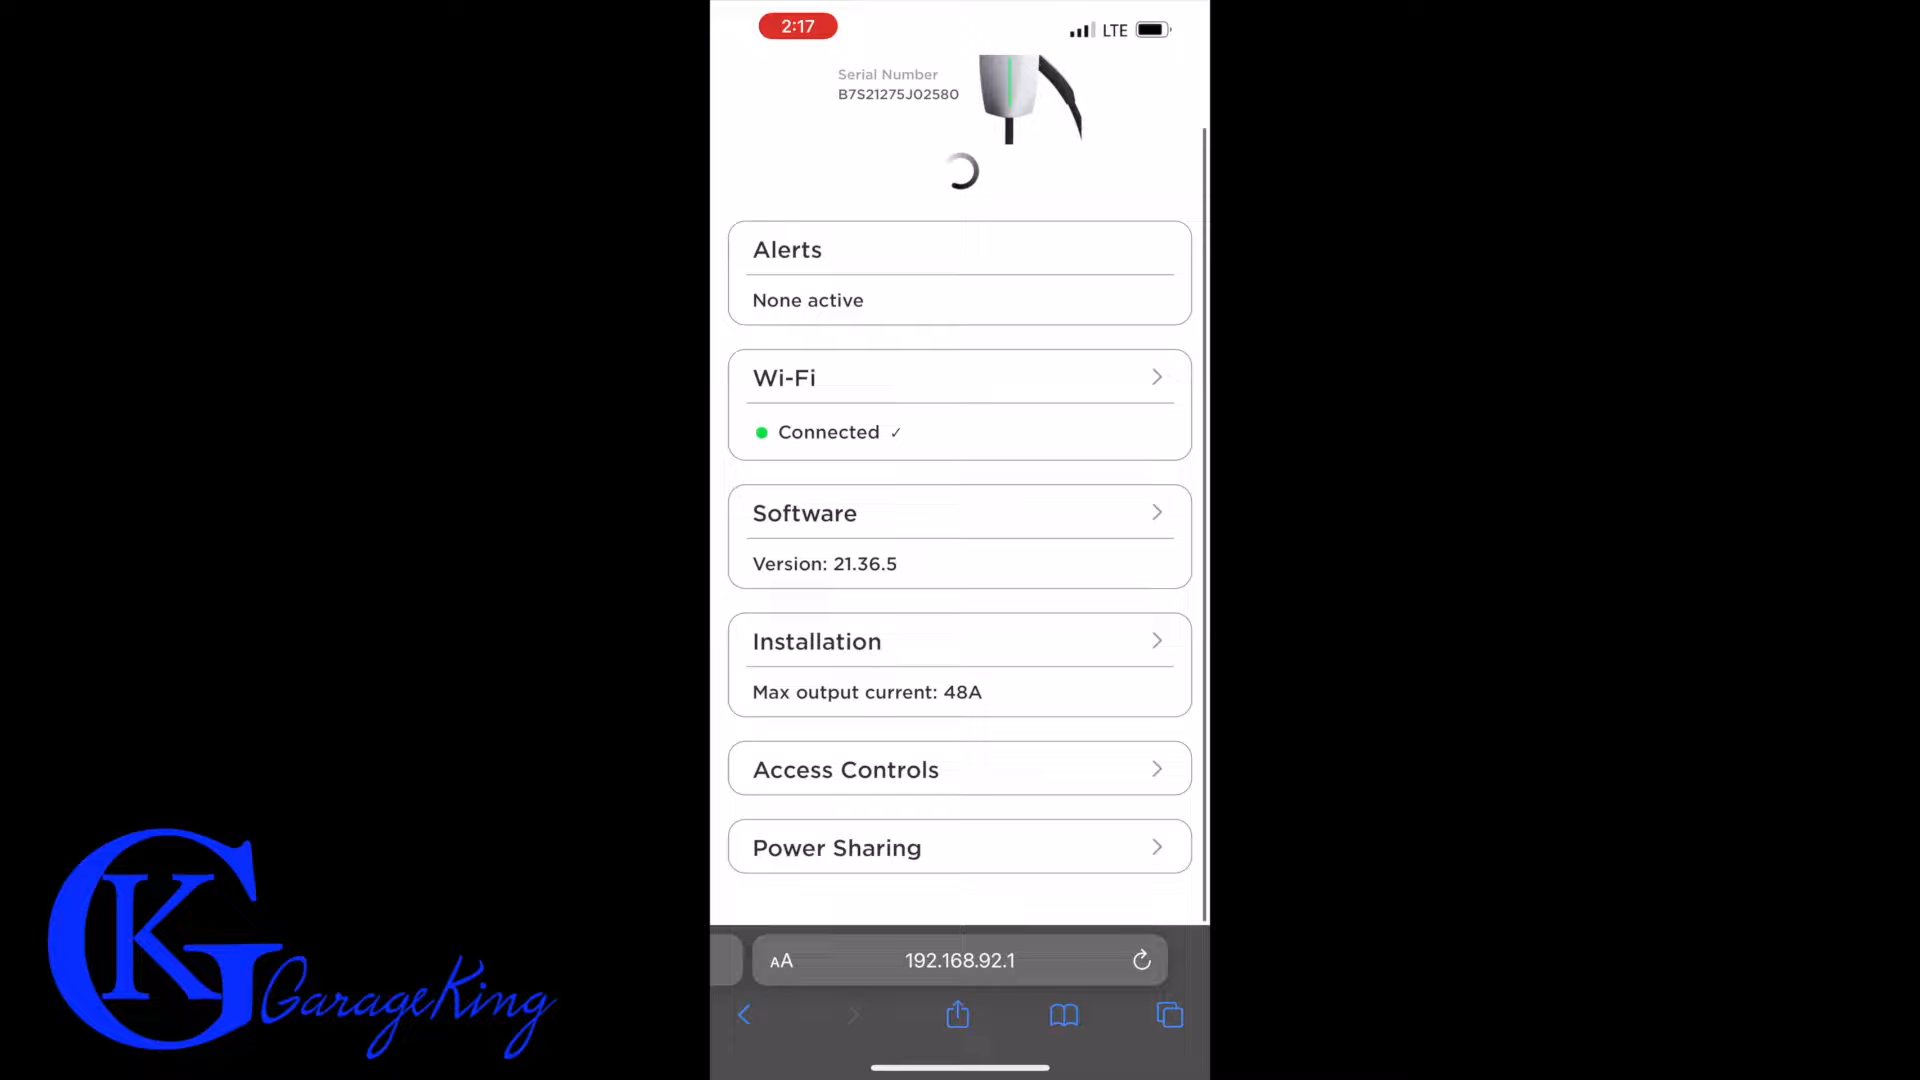 2:17
LTE
Serial Number
B7S21275J02580
Alerts
None active
Wi-Fi
Connected ✓
Software
Version: 21.36.5
Installation
Max output current: 48A
Access Controls
Power Sharing
AA
192.168.92.1
GK
GarageKing